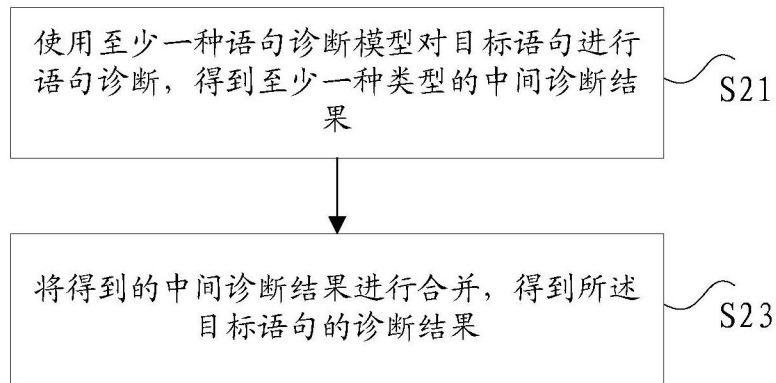 使用至少一种语句诊断模型对目标语句进行
语句诊断，得到至少一种类型的中间诊断结
果
S21
将得到的中间诊断结果进行合并，得到所述
目标语句的诊断结果
S23